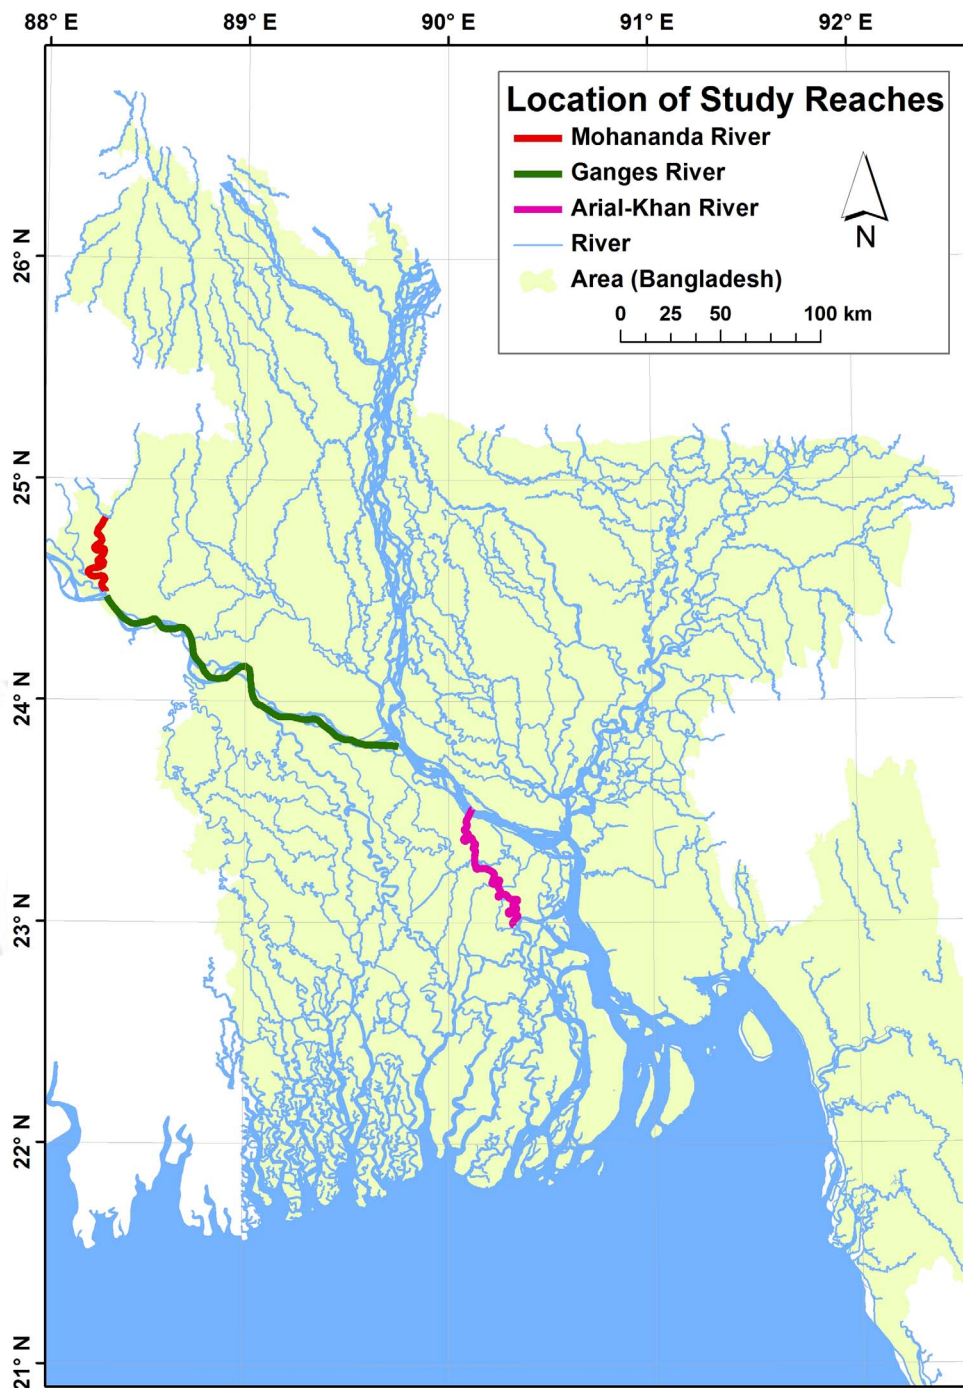 88° E 89° E 90° E 91° E 92° E
Location of Study Reaches
Mohananda River
Ganges River
Arial-Khan River
River
Area (Bangladesh)
N
0 25 50 100 km
26° N
25° N
24° N
23° N
22° N
21° N